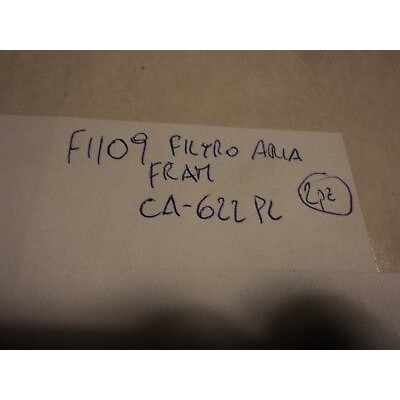 F1109 FILTRO ARIA
FRAM
CA-622 PL
2pz